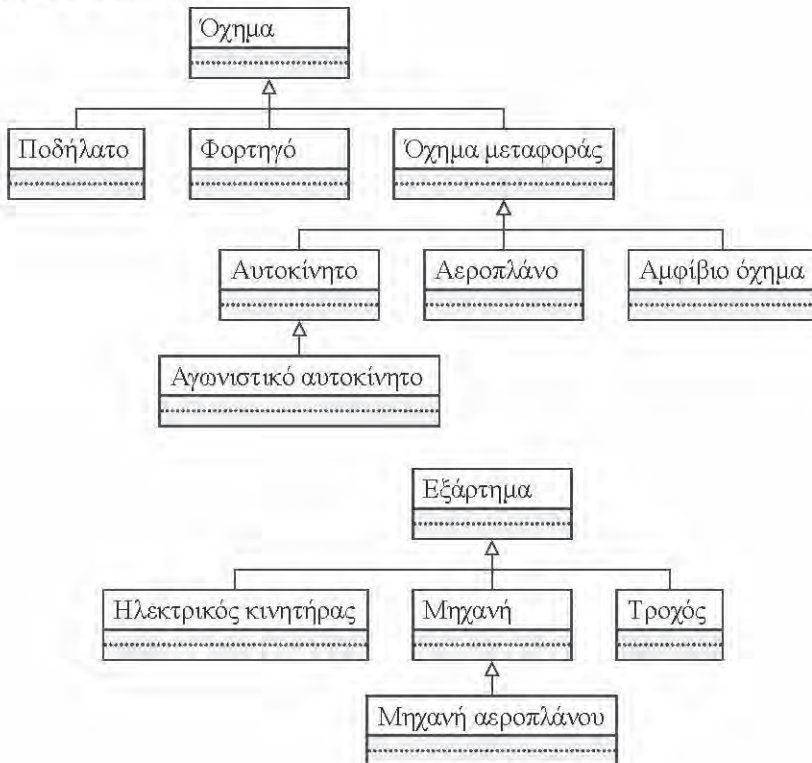 Όχημα
Ποδήλατο
Φορτηγό
Όχημα μεταφοράς
Αυτοκίνητο
Αεροπλάνο
Αμφίβιο όχημα
Αγωνιστικό αυτοκίνητο
Εξάρτημα
Ηλεκτρικός κινητήρας
Μηχανή
Τροχός
Μηχανή αεροπλάνου